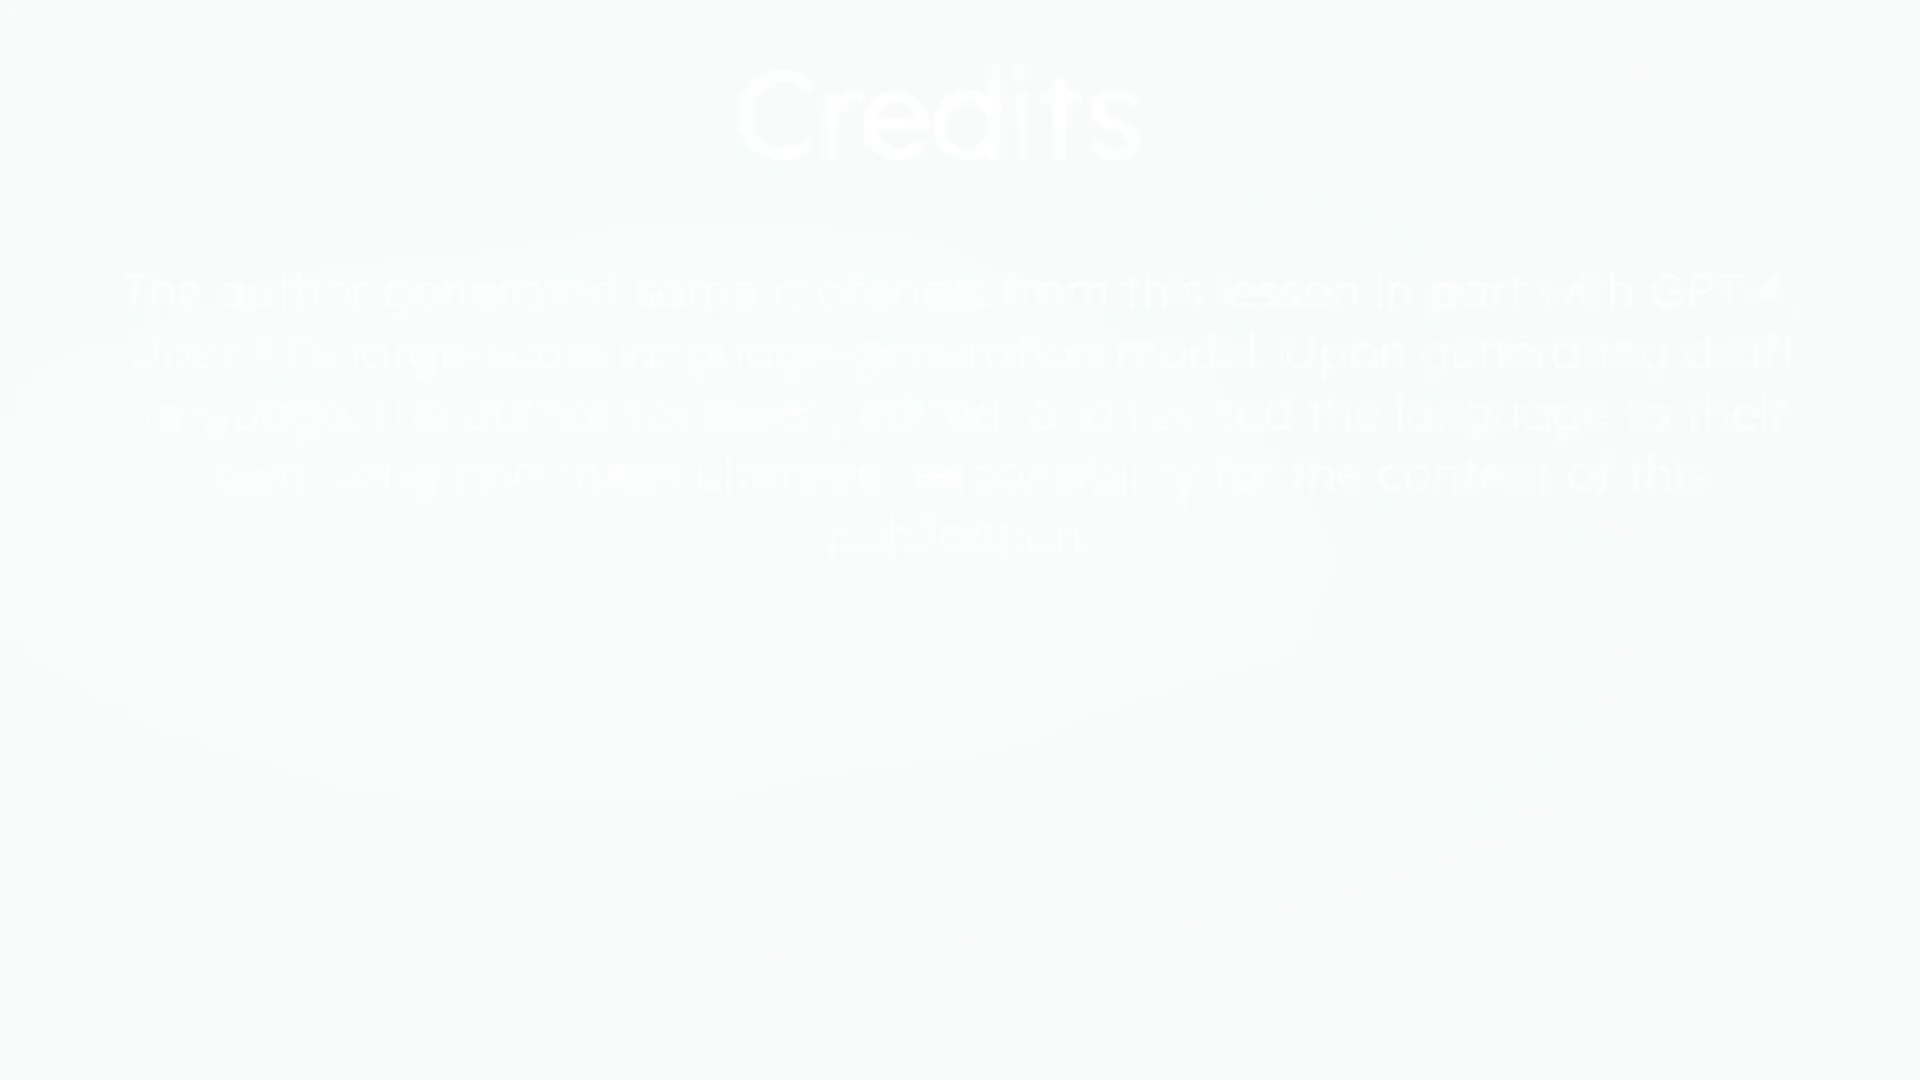 Credits
The author generated some materials from this lesson in part with GPT-4,
OpenAI's large-scale language-generation model. Upon generating draft
language, the author reviewed, edited, and revised the language to their
own liking and takes ultimate responsibility for the content of this
publication.